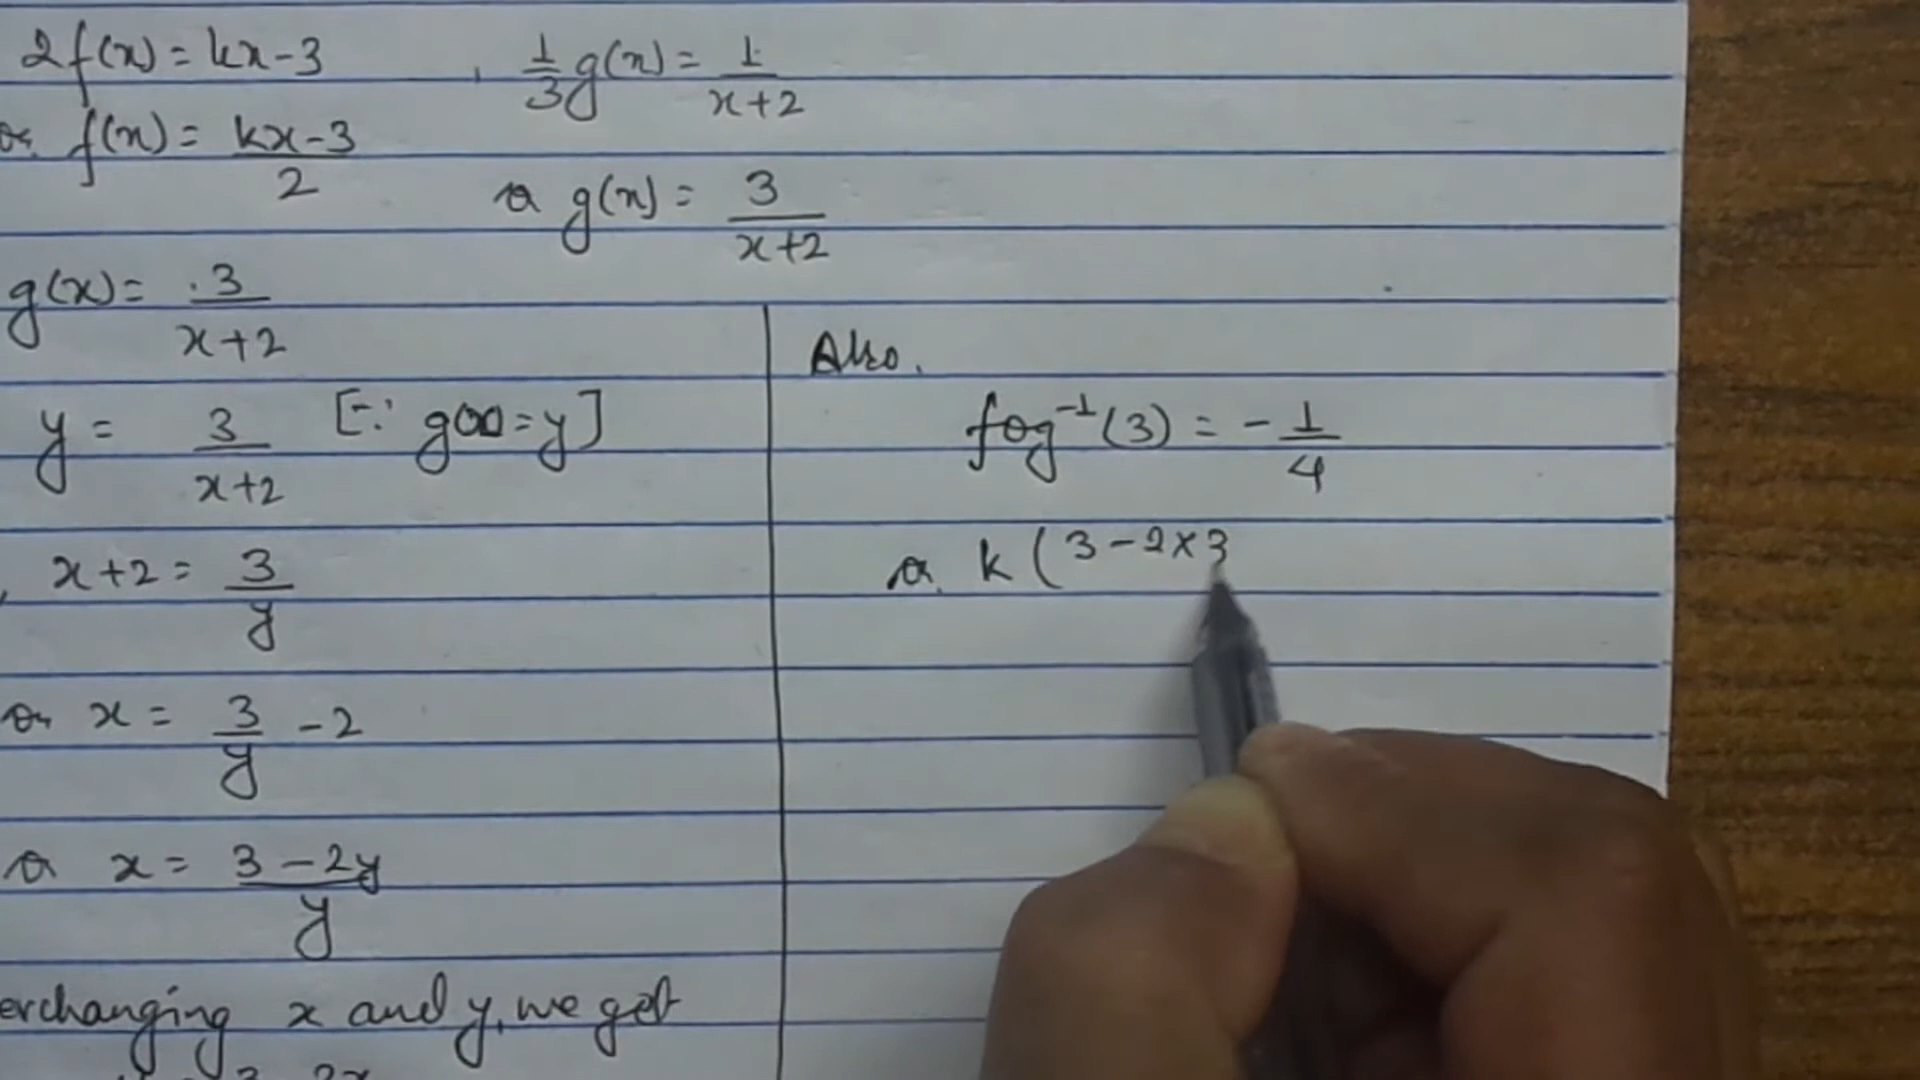 2f(x) = kx-3 , 1/3 g(x) = 1/x+2
or f(x) = kx-3/2
or g(x) = 3/x+2
g(x) = 3/x+2
y = 3/x+2 [∵ g(x)=y]
x+2 = 3/y
or x = 3/y - 2
or x = 3-2y/y
erchanging x and y, we get
Also,
fog⁻¹(3) = -1/4
or k (3-2×3